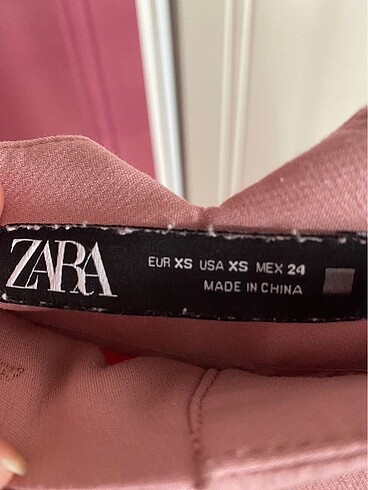 ZARA
EUR XS USA XS MEX 24
MADE IN CHINA